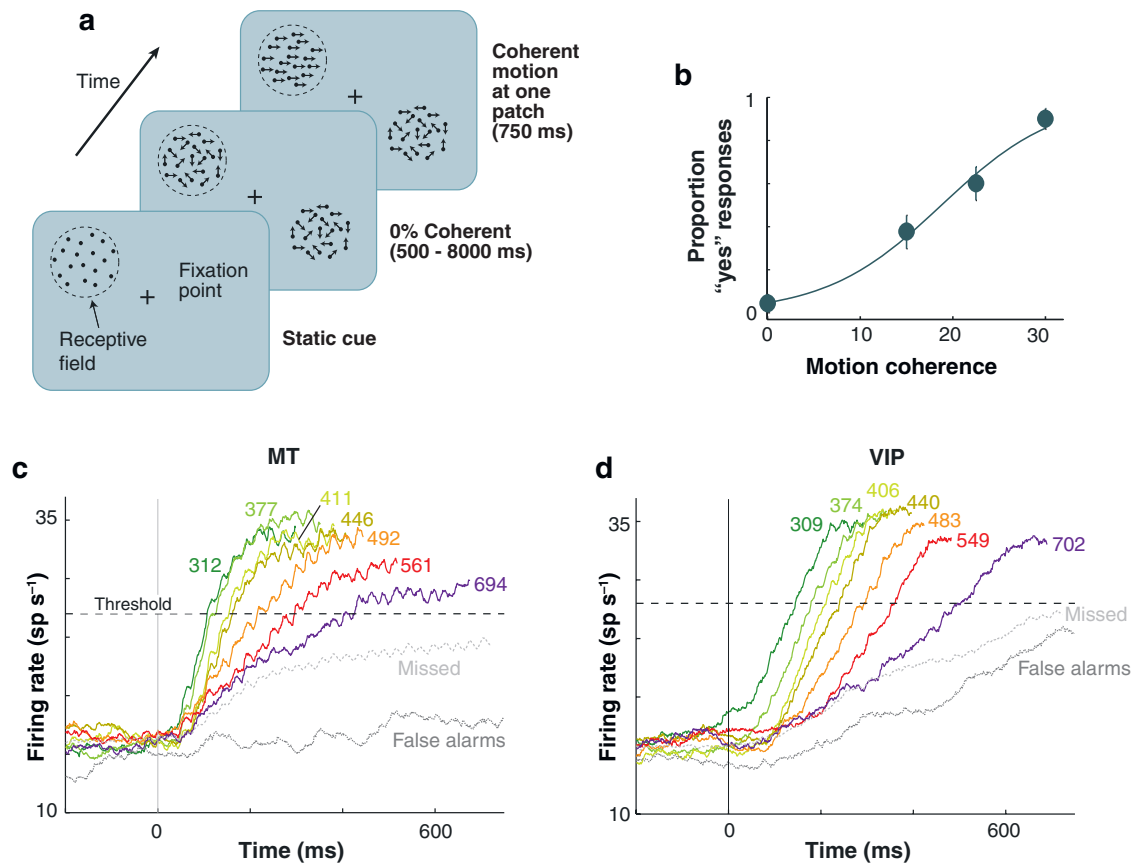 a
Time
Coherent
motion
at one
patch
(750 ms)
+
+
0% Coherent
(500 - 8000 ms)
+
Fixation
point
Receptive
field
Static cue
b
Proportion
“yes” responses
1
0
0
10
20
30
Motion coherence
c
MT
Firing rate (sp s⁻¹)
35
10
Threshold
312
377
411
446
492
561
694
Missed
False alarms
0
600
Time (ms)
d
VIP
Firing rate (sp s⁻¹)
35
10
309
374
406
440
483
549
702
Missed
False alarms
0
600
Time (ms)